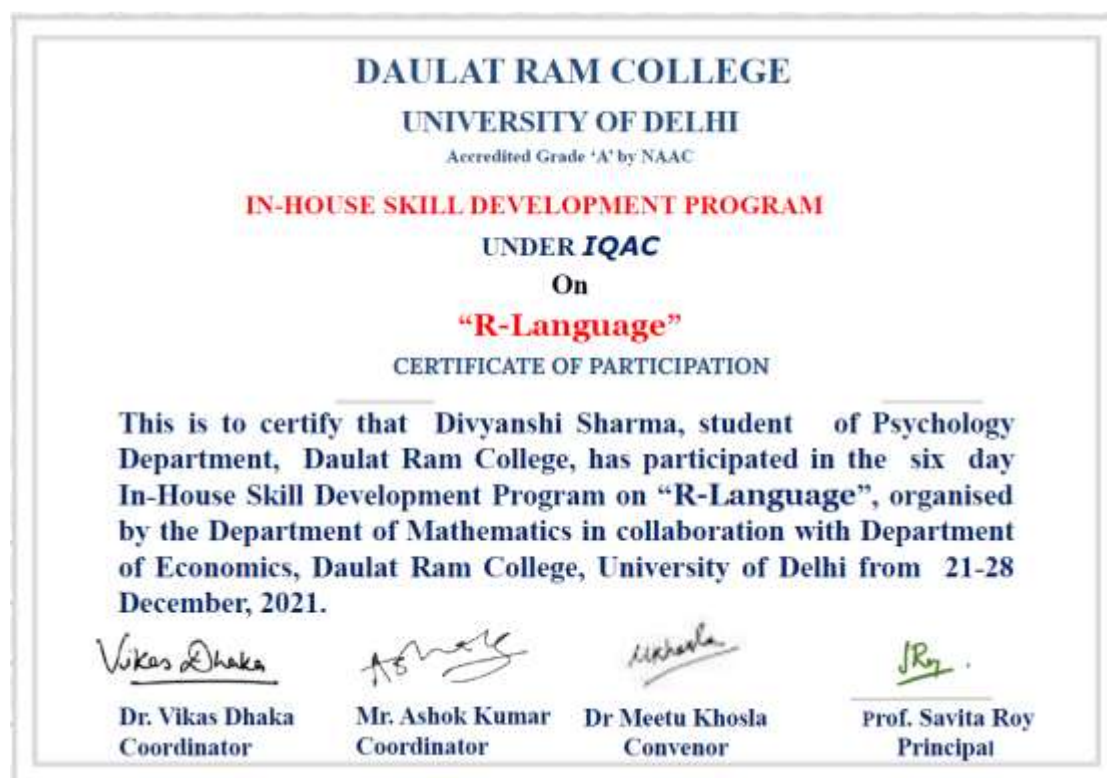 DAULAT RAM COLLEGE
UNIVERSITY OF DELHI
Accredited Grade ‘A’ by NAAC
IN-HOUSE SKILL DEVELOPMENT PROGRAM
UNDER IQAC
On
“R-Language”
CERTIFICATE OF PARTICIPATION
This is to certify that Divyanshi Sharma, student of Psychology
Department, Daulat Ram College, has participated in the six day
In-House Skill Development Program on “R-Language”, organised
by the Department of Mathematics in collaboration with Department
of Economics, Daulat Ram College, University of Delhi from 21-28
December, 2021.
Vikas Dhaka Ashok MKhosla SRoy
Dr. Vikas Dhaka Mr. Ashok Kumar Dr Meetu Khosla Prof. Savita Roy
Coordinator Coordinator Convenor Principal